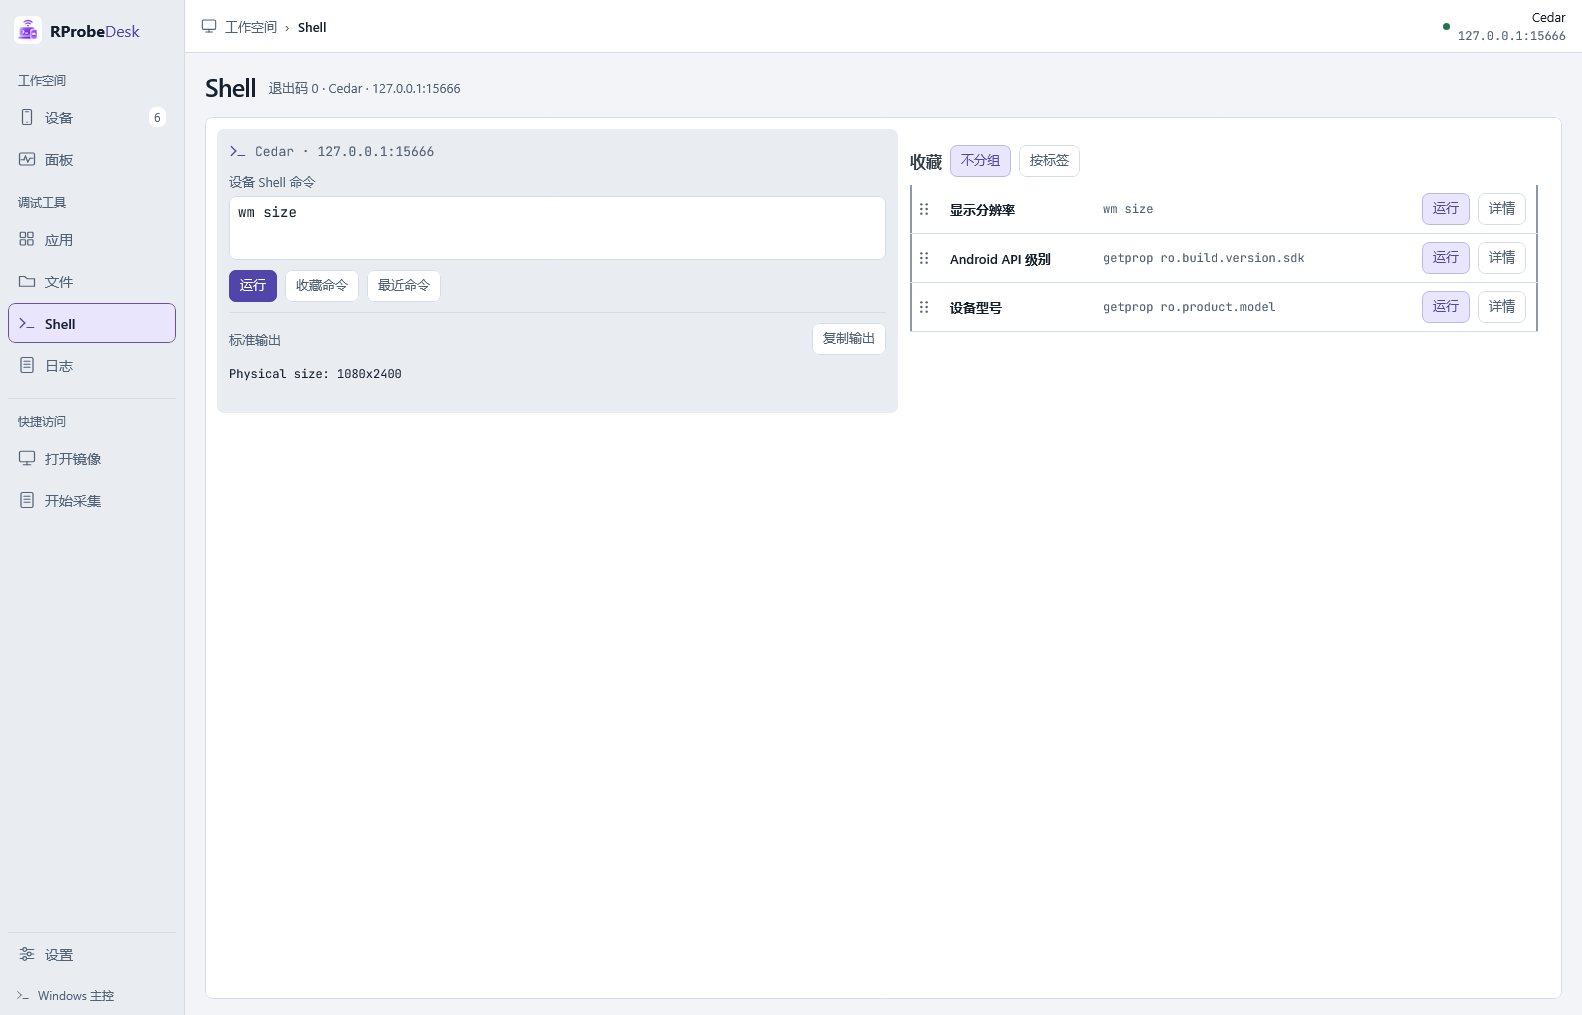 RProbeDesk
工作空间
设备 6
面板
调试工具
应用
文件
Shell
日志
快捷访问
打开镜像
开始采集
设置
Windows 主控
工作空间 › Shell
Cedar
127.0.0.1:15666
Shell 退出码 0 · Cedar · 127.0.0.1:15666
Cedar · 127.0.0.1:15666
设备 Shell 命令
wm size
运行 收藏命令 最近命令
标准输出 复制输出
Physical size: 1080x2400
收藏 不分组 按标签
显示分辨率 wm size 运行 详情
Android API 级别 getprop ro.build.version.sdk 运行 详情
设备型号 getprop ro.product.model 运行 详情